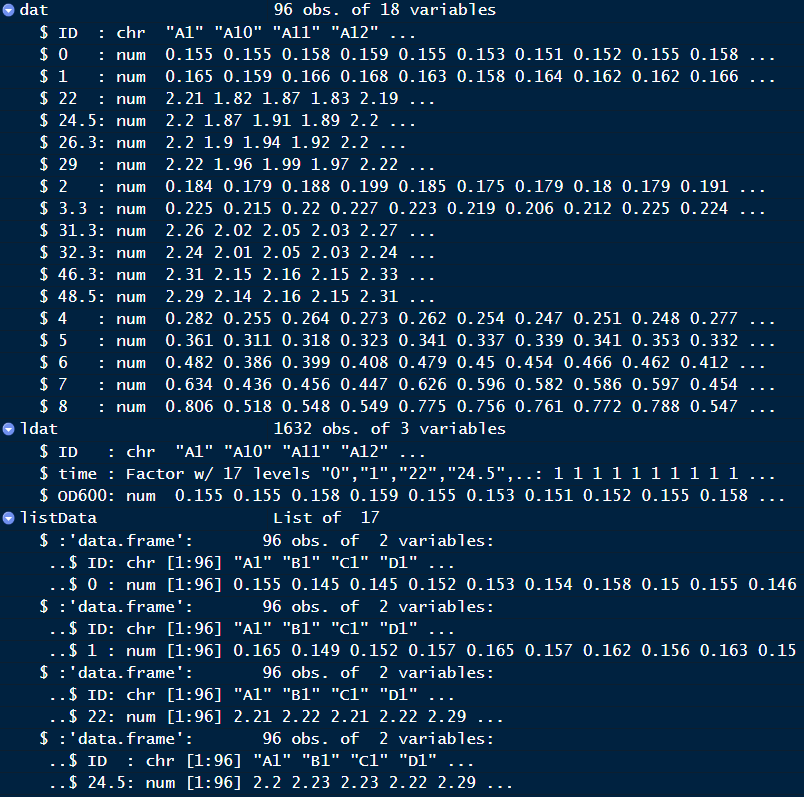 dat 96 obs. of 18 variables
$ ID : chr "A1" "A10" "A11" "A12" ...
$ 0 : num 0.155 0.155 0.158 0.159 0.155 0.153 0.151 0.152 0.155 0.158 ...
$ 1 : num 0.165 0.159 0.166 0.168 0.163 0.158 0.164 0.162 0.162 0.166 ...
$ 22 : num 2.21 1.82 1.87 1.83 2.19 ...
$ 24.5: num 2.2 1.87 1.91 1.89 2.2 ...
$ 26.3: num 2.2 1.9 1.94 1.92 2.2 ...
$ 29 : num 2.22 1.96 1.99 1.97 2.22 ...
$ 2 : num 0.184 0.179 0.188 0.199 0.185 0.175 0.179 0.18 0.179 0.191 ...
$ 3.3 : num 0.225 0.215 0.22 0.227 0.223 0.219 0.206 0.212 0.225 0.224 ...
$ 31.3: num 2.26 2.02 2.05 2.03 2.27 ...
$ 32.3: num 2.24 2.01 2.05 2.03 2.24 ...
$ 46.3: num 2.31 2.15 2.16 2.15 2.33 ...
$ 48.5: num 2.29 2.14 2.16 2.15 2.31 ...
$ 4 : num 0.282 0.255 0.264 0.273 0.262 0.254 0.247 0.251 0.248 0.277 ...
$ 5 : num 0.361 0.311 0.318 0.323 0.341 0.337 0.339 0.341 0.353 0.332 ...
$ 6 : num 0.482 0.386 0.399 0.408 0.479 0.45 0.454 0.466 0.462 0.412 ...
$ 7 : num 0.634 0.436 0.456 0.447 0.626 0.596 0.582 0.586 0.597 0.454 ...
$ 8 : num 0.806 0.518 0.548 0.549 0.775 0.756 0.761 0.772 0.788 0.547 ...
ldat 1632 obs. of 3 variables
$ ID : chr "A1" "A10" "A11" "A12" ...
$ time : Factor w/ 17 levels "0","1","22","24.5",..: 1 1 1 1 1 1 1 1 1 1 ...
$ OD600: num 0.155 0.155 0.158 0.159 0.155 0.153 0.151 0.152 0.155 0.158 ...
listData List of 17
$ :'data.frame': 96 obs. of 2 variables:
..$ ID: chr [1:96] "A1" "B1" "C1" "D1" ...
..$ 0 : num [1:96] 0.155 0.145 0.145 0.152 0.153 0.154 0.158 0.15 0.155 0.146
$ :'data.frame': 96 obs. of 2 variables:
..$ ID: chr [1:96] "A1" "B1" "C1" "D1" ...
..$ 1 : num [1:96] 0.165 0.149 0.152 0.157 0.165 0.157 0.162 0.156 0.163 0.15
$ :'data.frame': 96 obs. of 2 variables:
..$ ID: chr [1:96] "A1" "B1" "C1" "D1" ...
..$ 22: num [1:96] 2.21 2.22 2.21 2.22 2.29 ...
$ :'data.frame': 96 obs. of 2 variables:
..$ ID : chr [1:96] "A1" "B1" "C1" "D1" ...
..$ 24.5: num [1:96] 2.2 2.23 2.23 2.22 2.29 ...